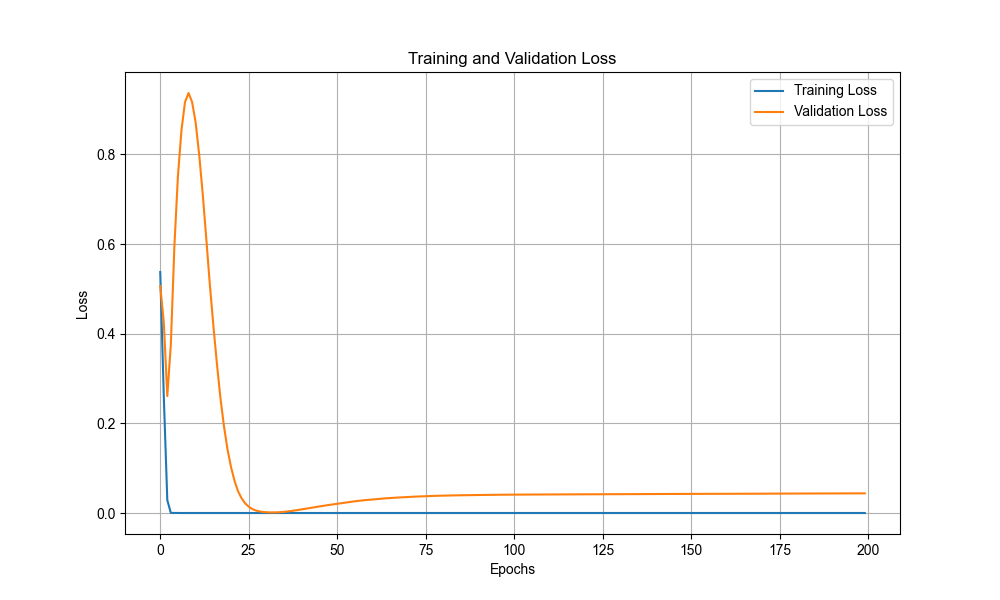 Training and Validation Loss
Training Loss
Validation Loss
Loss
0.8
0.6
0.4
0.2
0.0
0 25 50 75 100 125 150 175 200
Epochs